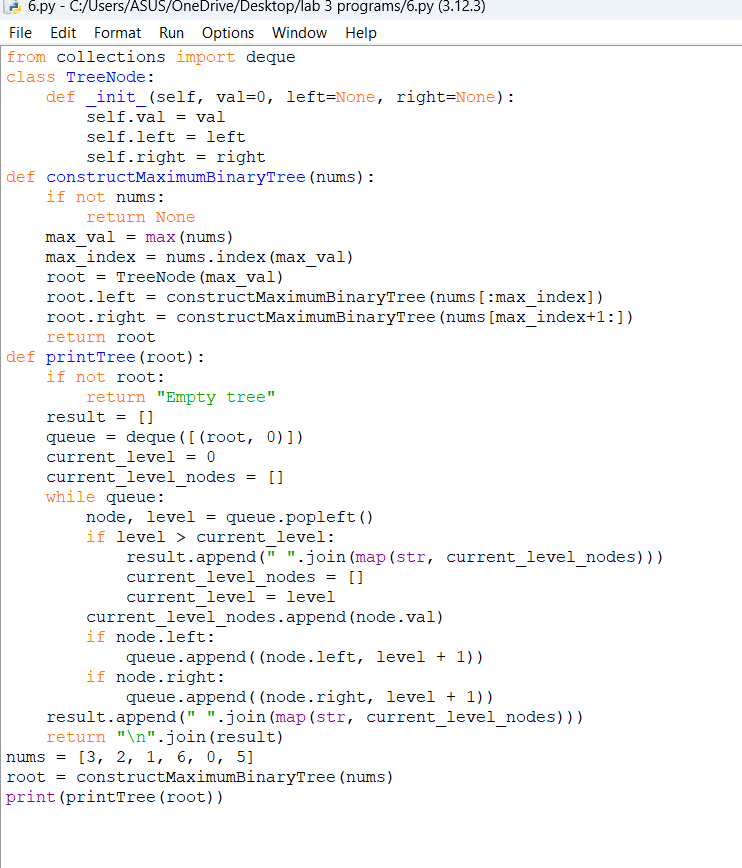 6.py - C:/Users/ASUS/OneDrive/Desktop/lab 3 programs/6.py (3.12.3)
File Edit Format Run Options Window Help
from collections import deque
class TreeNode:
    def _init_(self, val=0, left=None, right=None):
        self.val = val
        self.left = left
        self.right = right
def constructMaximumBinaryTree(nums):
    if not nums:
        return None
    max_val = max(nums)
    max_index = nums.index(max_val)
    root = TreeNode(max_val)
    root.left = constructMaximumBinaryTree(nums[:max_index])
    root.right = constructMaximumBinaryTree(nums[max_index+1:])
    return root
def printTree(root):
    if not root:
        return "Empty tree"
    result = []
    queue = deque([(root, 0)])
    current_level = 0
    current_level_nodes = []
    while queue:
        node, level = queue.popleft()
        if level > current_level:
            result.append(" ".join(map(str, current_level_nodes)))
            current_level_nodes = []
            current_level = level
        current_level_nodes.append(node.val)
        if node.left:
            queue.append((node.left, level + 1))
        if node.right:
            queue.append((node.right, level + 1))
    result.append(" ".join(map(str, current_level_nodes)))
    return "\n".join(result)
nums = [3, 2, 1, 6, 0, 5]
root = constructMaximumBinaryTree(nums)
print(printTree(root))